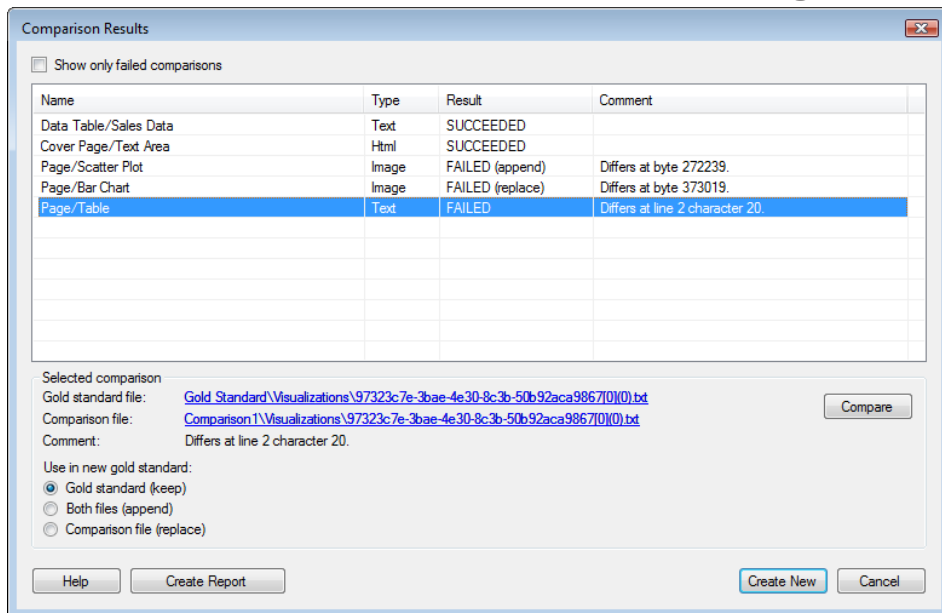 Comparison Results
Show only failed comparisons
Name Type Result Comment
Data Table/Sales Data Text SUCCEEDED
Cover Page/Text Area Html SUCCEEDED
Page/Scatter Plot Image FAILED (append) Differs at byte 272239.
Page/Bar Chart Image FAILED (replace) Differs at byte 373019.
Page/Table Text FAILED Differs at line 2 character 20.
Selected comparison
Gold standard file: Gold Standard\Visualizations\97323c7e-3bae-4e30-8c3b-50b92aca9867[0](0).txt
Compare
Comparison file: Comparison1\Visualizations\97323c7e-3bae-4e30-8c3b-50b92aca9867[0](0).txt
Comment: Differs at line 2 character 20.
Use in new gold standard:
Gold standard (keep)
Both files (append)
Comparison file (replace)
Help Create Report Create New Cancel